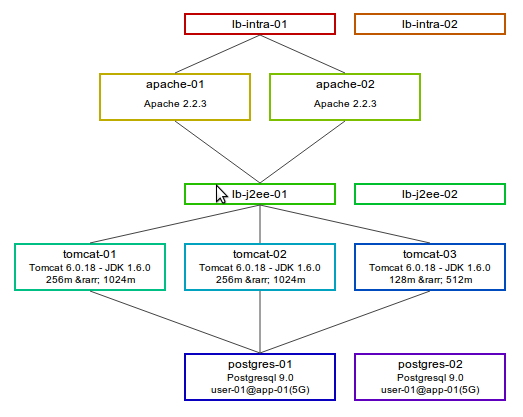 lb-intra-01
lb-intra-02
apache-01
Apache 2.2.3
apache-02
Apache 2.2.3
lb-j2ee-01
lb-j2ee-02
tomcat-01
Tomcat 6.0.18 - JDK 1.6.0
256m &rarr; 1024m
tomcat-02
Tomcat 6.0.18 - JDK 1.6.0
256m &rarr; 1024m
tomcat-03
Tomcat 6.0.18 - JDK 1.6.0
128m &rarr; 512m
postgres-01
Postgresql 9.0
user-01@app-01(5G)
postgres-02
Postgresql 9.0
user-01@app-01(5G)